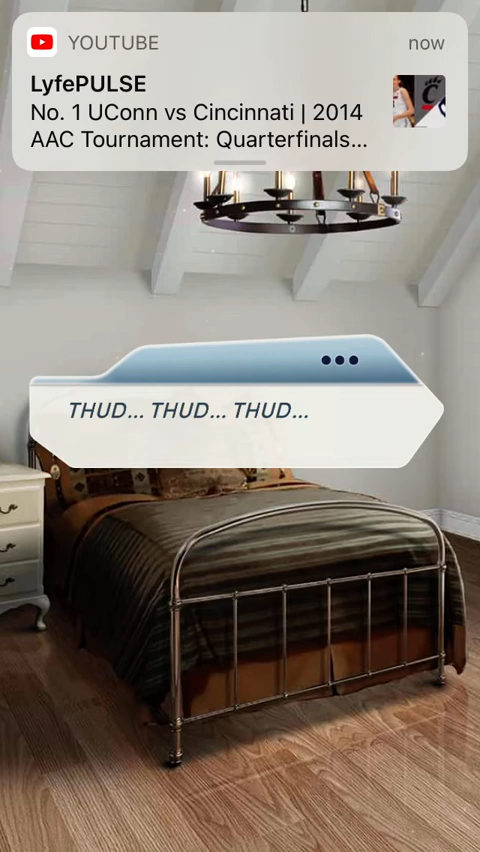 YOUTUBE
now
LyfePULSE
No. 1 UConn vs Cincinnati | 2014
AAC Tournament: Quarterfinals...
THUD... THUD... THUD...